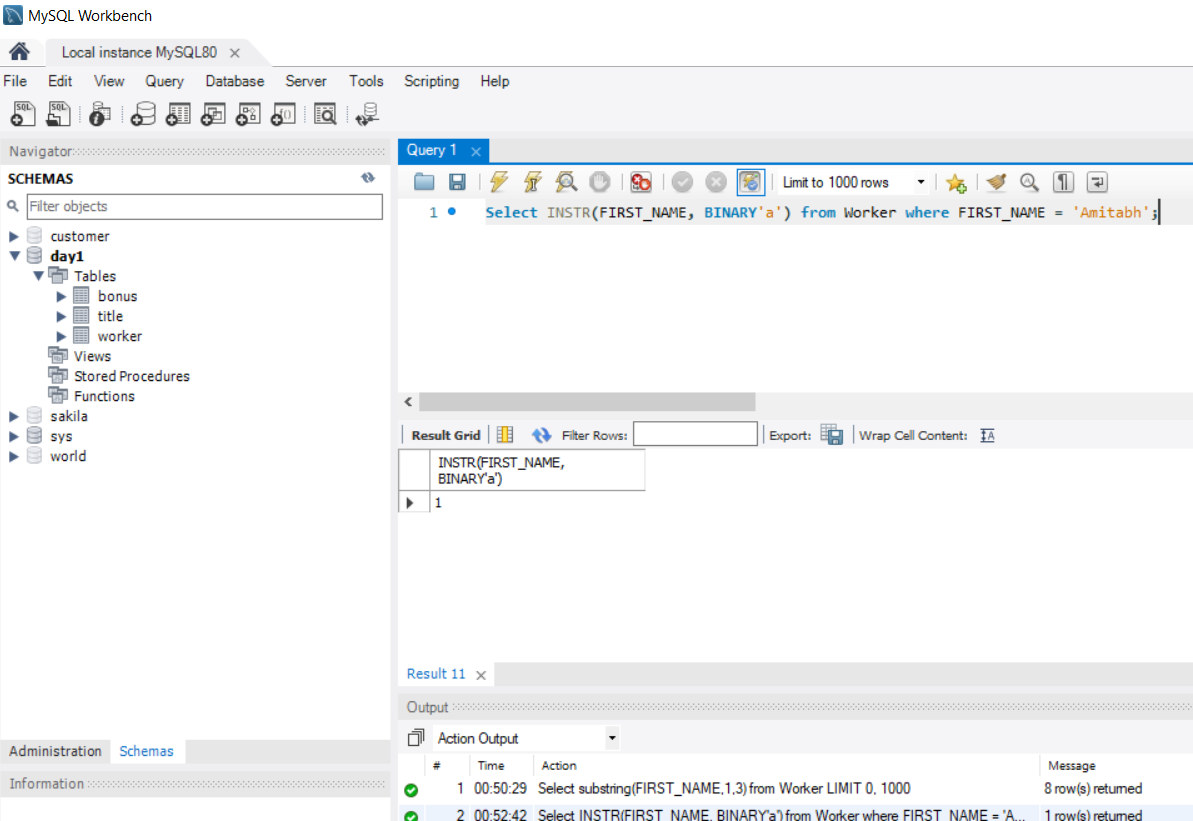 MySQL Workbench
Local instance MySQL80
File Edit View Query Database Server Tools Scripting Help
SQL SQL
Navigator
SCHEMAS
Filter objects
customer
day1
Tables
bonus
title
worker
Views
Stored Procedures
Functions
sakila
sys
world
Administration Schemas
Information
Query 1
Limit to 1000 rows
1 Select INSTR(FIRST_NAME, BINARY'a') from Worker where FIRST_NAME = 'Amitabh';
Result Grid Filter Rows: Export: Wrap Cell Content:
INSTR(FIRST_NAME,
BINARY'a')
1
Result 11
Output
Action Output
# Time Action Message
1 00:50:29 Select substring(FIRST_NAME,1,3) from Worker LIMIT 0, 1000 8 row(s) returned
2 00:52:42 Select INSTR(FIRST_NAME, BINARY'a') from Worker where FIRST_NAME = 'A... 1 row(s) returned